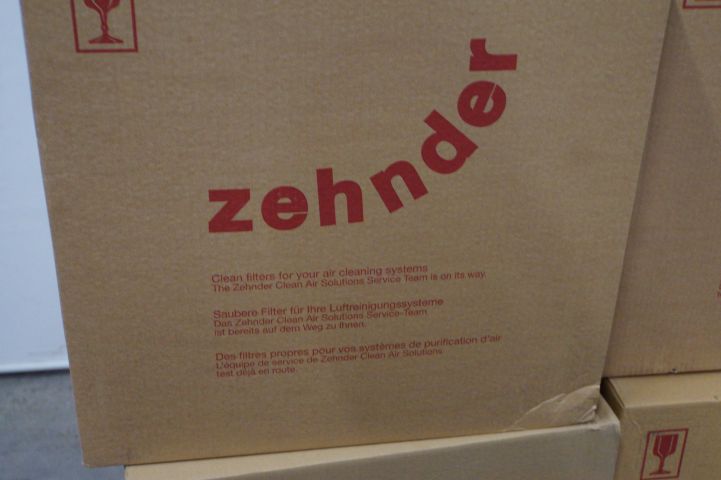 zehnder
Clean filters for your air cleaning systems
The Zehnder Clean Air Solutions Service Team is on its way.
Saubere Filter für Ihre Luftreinigungssysteme
Das Zehnder Clean Air Solutions Service-Team
ist bereits auf dem Weg zu Ihnen.
Des filtres propres pour vos systèmes de purification d'air
L'équipe de service de Zehnder Clean Air Solutions
test déjà en route.